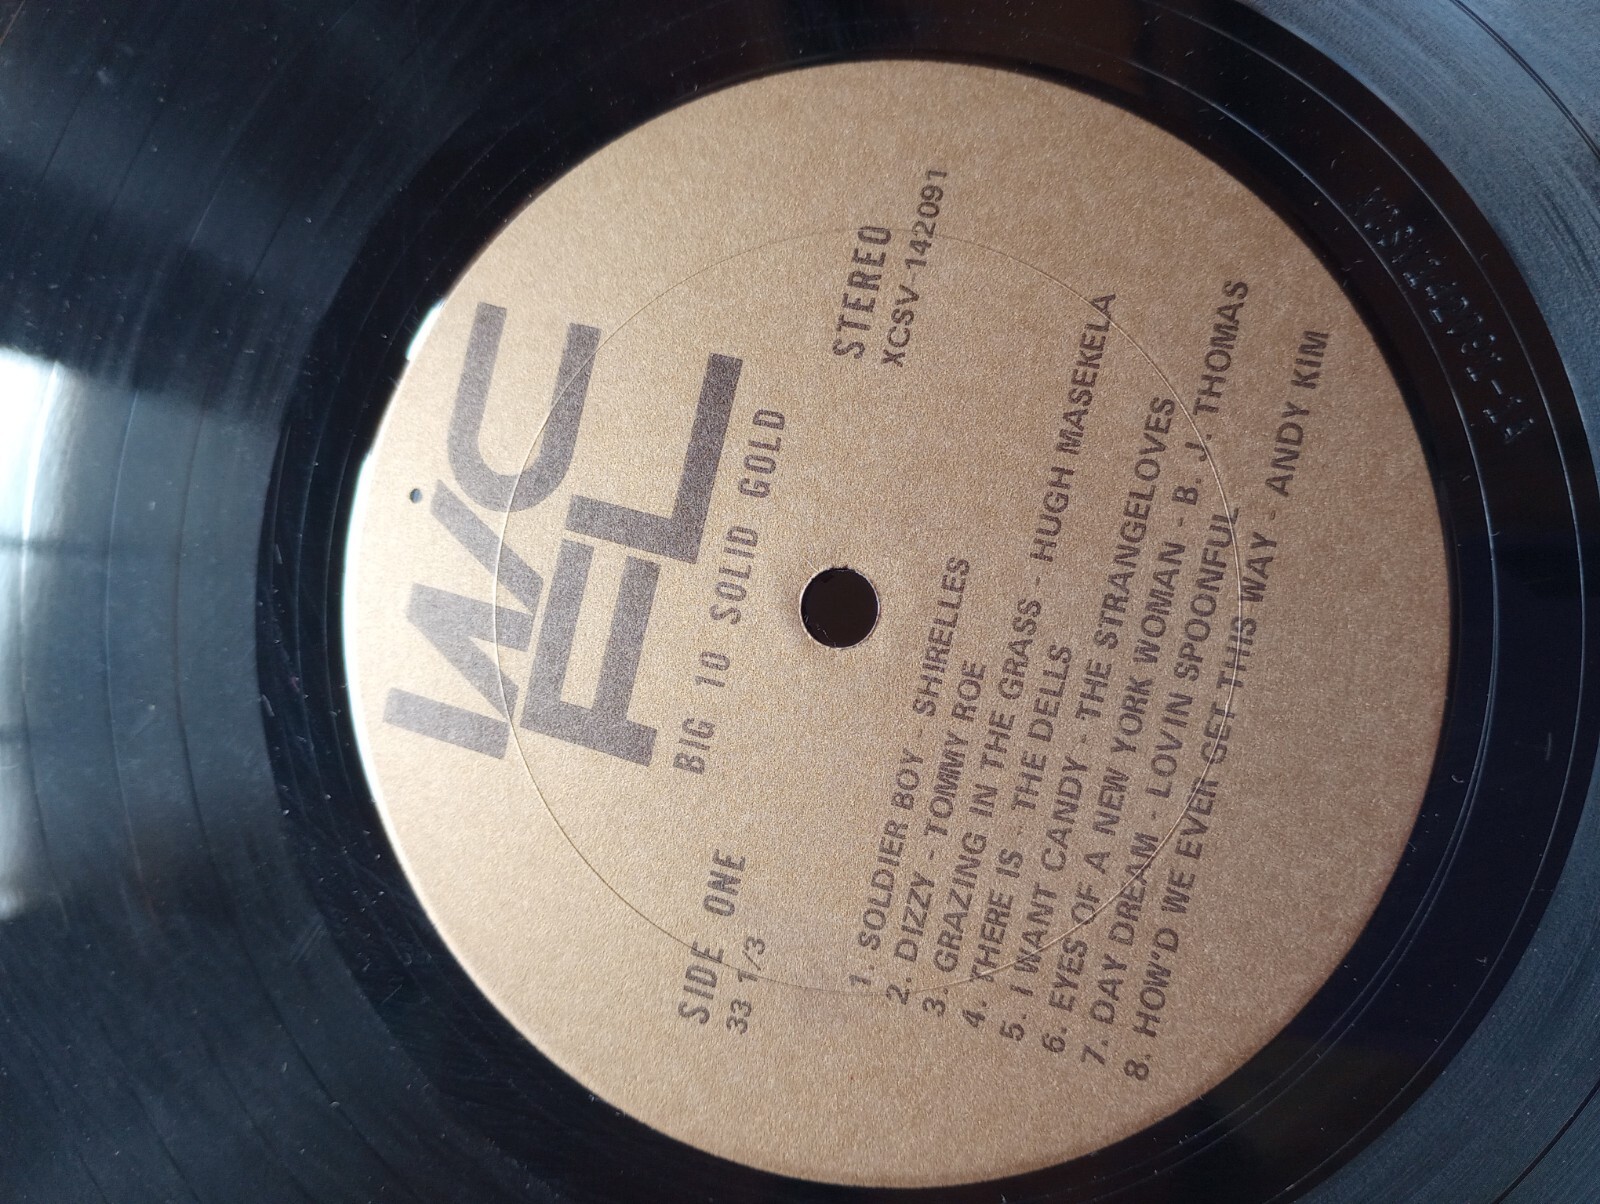 WC
FL
BIG 10 SOLID GOLD
SIDE ONE
33 1/3
STEREO
XCSV-142091
1. SOLDIER BOY - SHIRELLES
2. DIZZY - TOMMY ROE
3. GRAZING IN THE GRASS - HUGH MASEKELA
4. THERE IS - THE DELLS
5. I WANT CANDY - THE STRANGELOVES
6. EYES OF A NEW YORK WOMAN - B. J. THOMAS
7. DAY DREAM - LOVIN SPOONFUL
8. HOW'D WE EVER GET THIS WAY - ANDY KIM